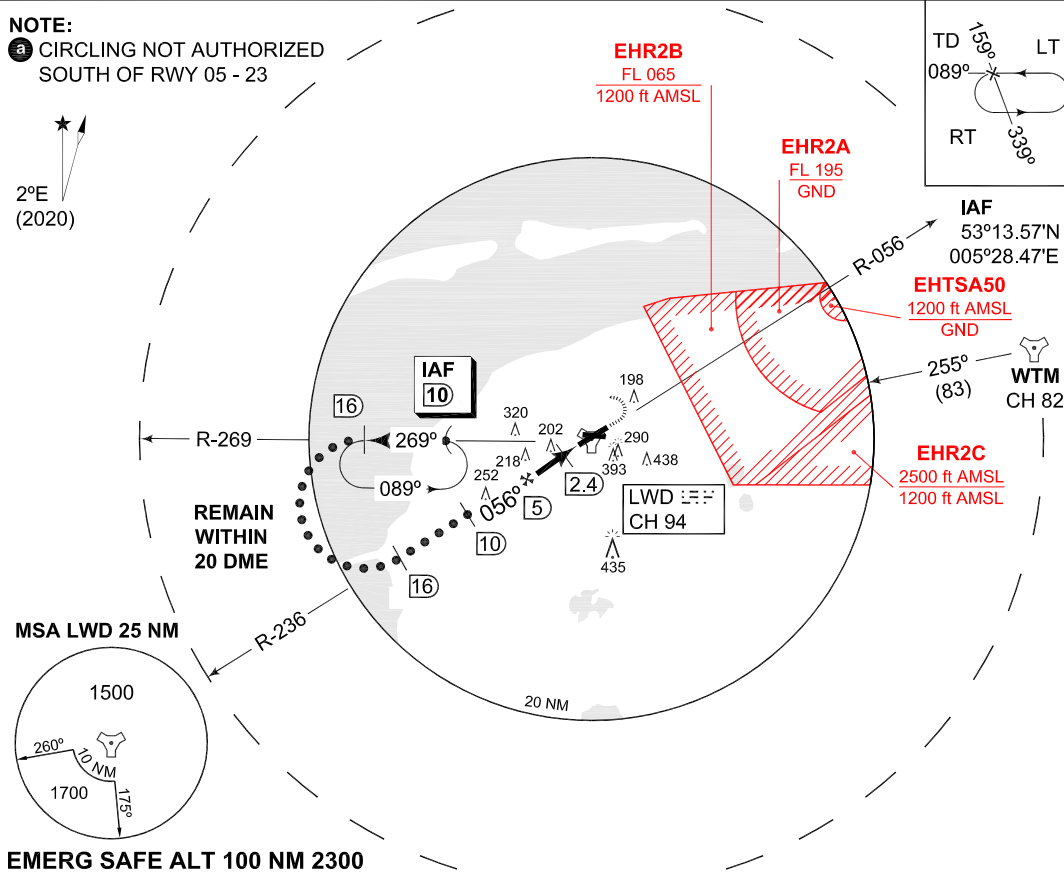 NOTE:
a CIRCLING NOT AUTHORIZED
SOUTH OF RWY 05 - 23
2ºE
(2020)
EHR2B
FL 065
1200 ft AMSL
EHR2A
FL 195
GND
TD
159º
LT
089º
RT
339º
IAF
53º13.57'N
005º28.47'E
R-056
EHTSA50
1200 ft AMSL
GND
255º
(83)
WTM
CH 82
EHR2C
2500 ft AMSL
1200 ft AMSL
IAF
10
16
R-269
269º
089º
320
202
198
290
218
393
438
252
056º
5
2.4
10
16
LWD
CH 94
435
REMAIN
WITHIN
20 DME
R-236
20 NM
MSA LWD 25 NM
1500
260º
10 NM
1700
175º
EMERG SAFE ALT 100 NM 2300